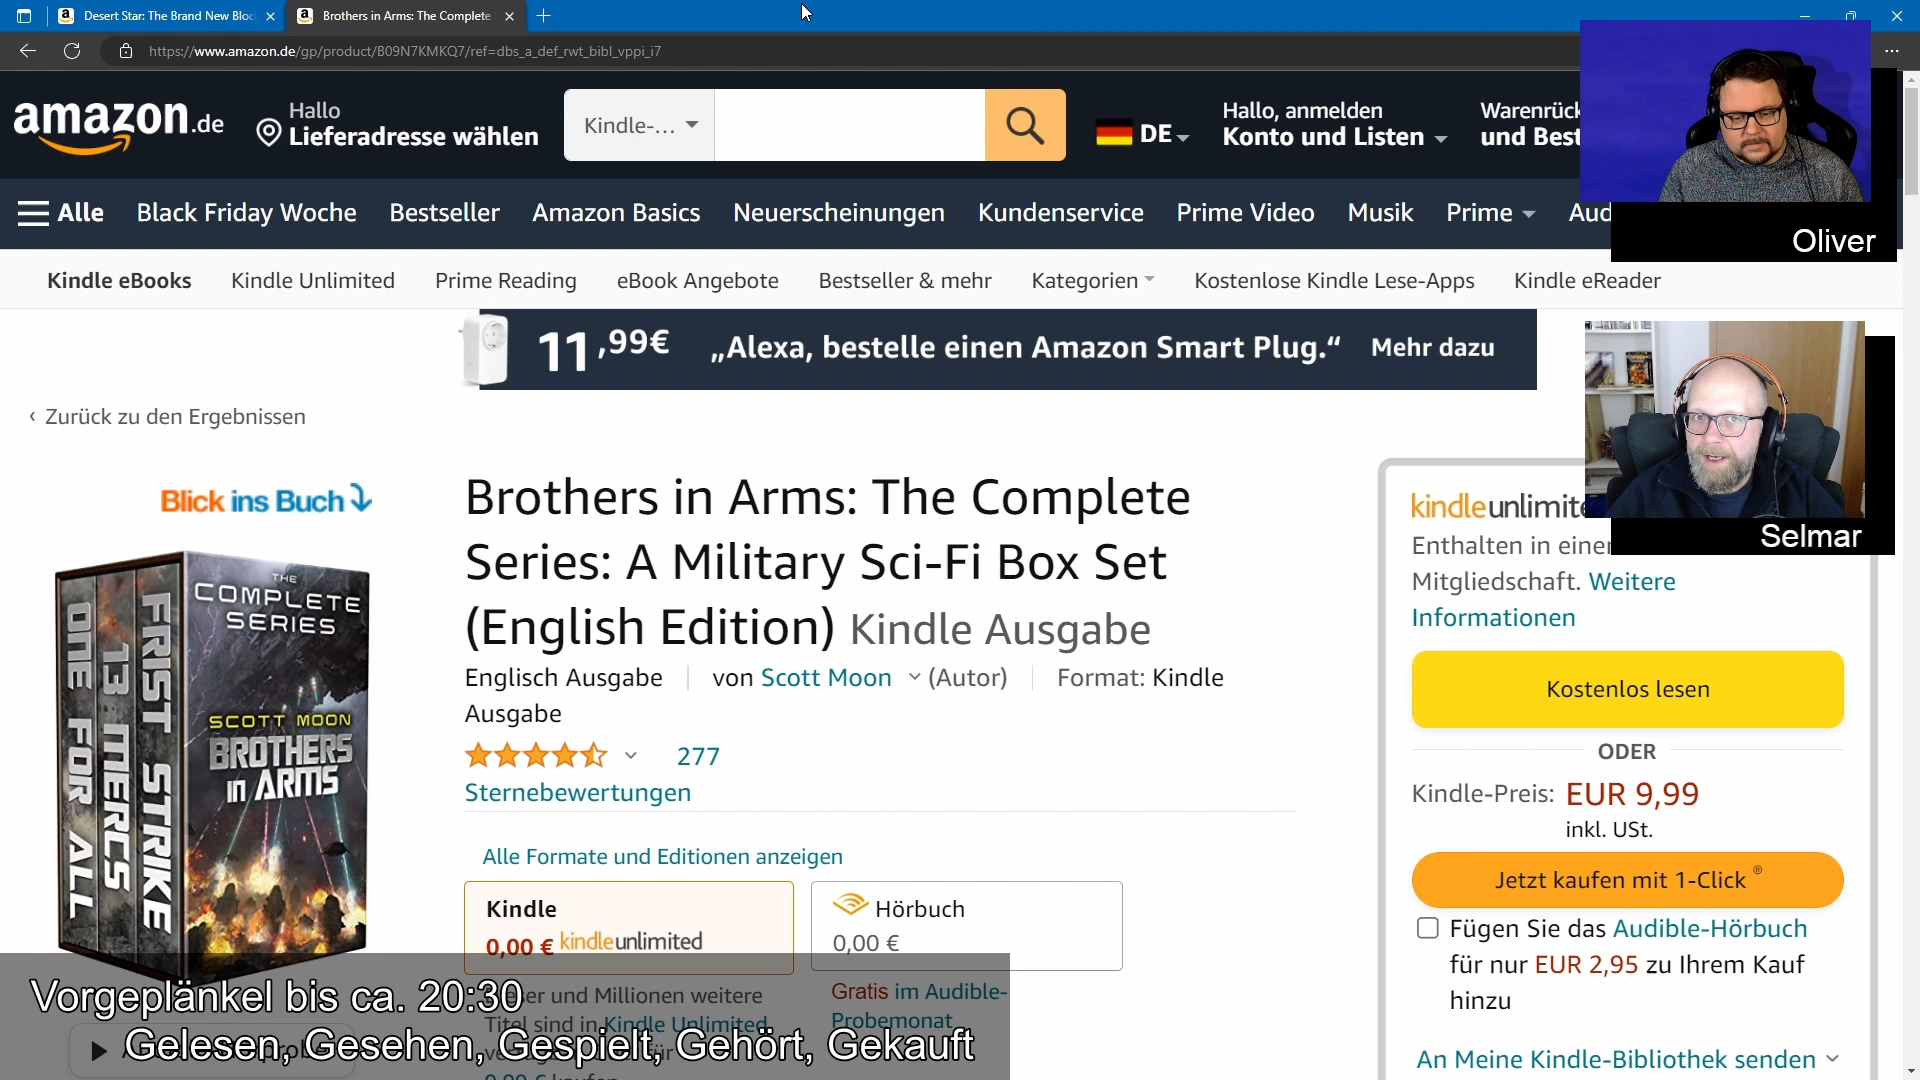 Desert Star: The Brand New Bloc
Brothers in Arms: The Complete
https://www.amazon.de/gp/product/B09N7KMKQ7/ref=dbs_a_def_rwt_bibl_vppi_i7
amazon.de
Hallo
Lieferadresse wählen
Kindle-...
DE
Hallo, anmelden
Konto und Listen
Warenrück
und Best
Alle
Black Friday Woche
Bestseller
Amazon Basics
Neuerscheinungen
Kundenservice
Prime Video
Musik
Prime
Aud
Oliver
Kindle eBooks
Kindle Unlimited
Prime Reading
eBook Angebote
Bestseller & mehr
Kategorien
Kostenlose Kindle Lese-Apps
Kindle eReader
11,99€
„Alexa, bestelle einen Amazon Smart Plug.“
Mehr dazu
‹ Zurück zu den Ergebnissen
Selmar
Blick ins Buch
THE
COMPLETE
SERIES
SCOTT MOON
BROTHERS
in ARMS
ONE FOR ALL
13 MERCS
FRIST STRIKE
Brothers in Arms: The Complete
Series: A Military Sci-Fi Box Set
(English Edition) Kindle Ausgabe
Englisch Ausgabe
von Scott Moon (Autor)
Format: Kindle
Ausgabe
277
Sternebewertungen
Alle Formate und Editionen anzeigen
Kindle
0,00 € kindleunlimited
Hörbuch
0,00 €
Titel sind in Kindle Unlimited
Gratis im Audible-
Probemonat
kindleunlimite
Enthalten in einer
Mitgliedschaft. Weitere
Informationen
Kostenlos lesen
ODER
Kindle-Preis: EUR 9,99
inkl. USt.
Jetzt kaufen mit 1-Click ®
Fügen Sie das Audible-Hörbuch
für nur EUR 2,95 zu Ihrem Kauf
hinzu
An Meine Kindle-Bibliothek senden
Vorgeplänkel bis ca. 20:30
und Millionen weitere
Gelesen, Gesehen, Gespielt, Gehört, Gekauft